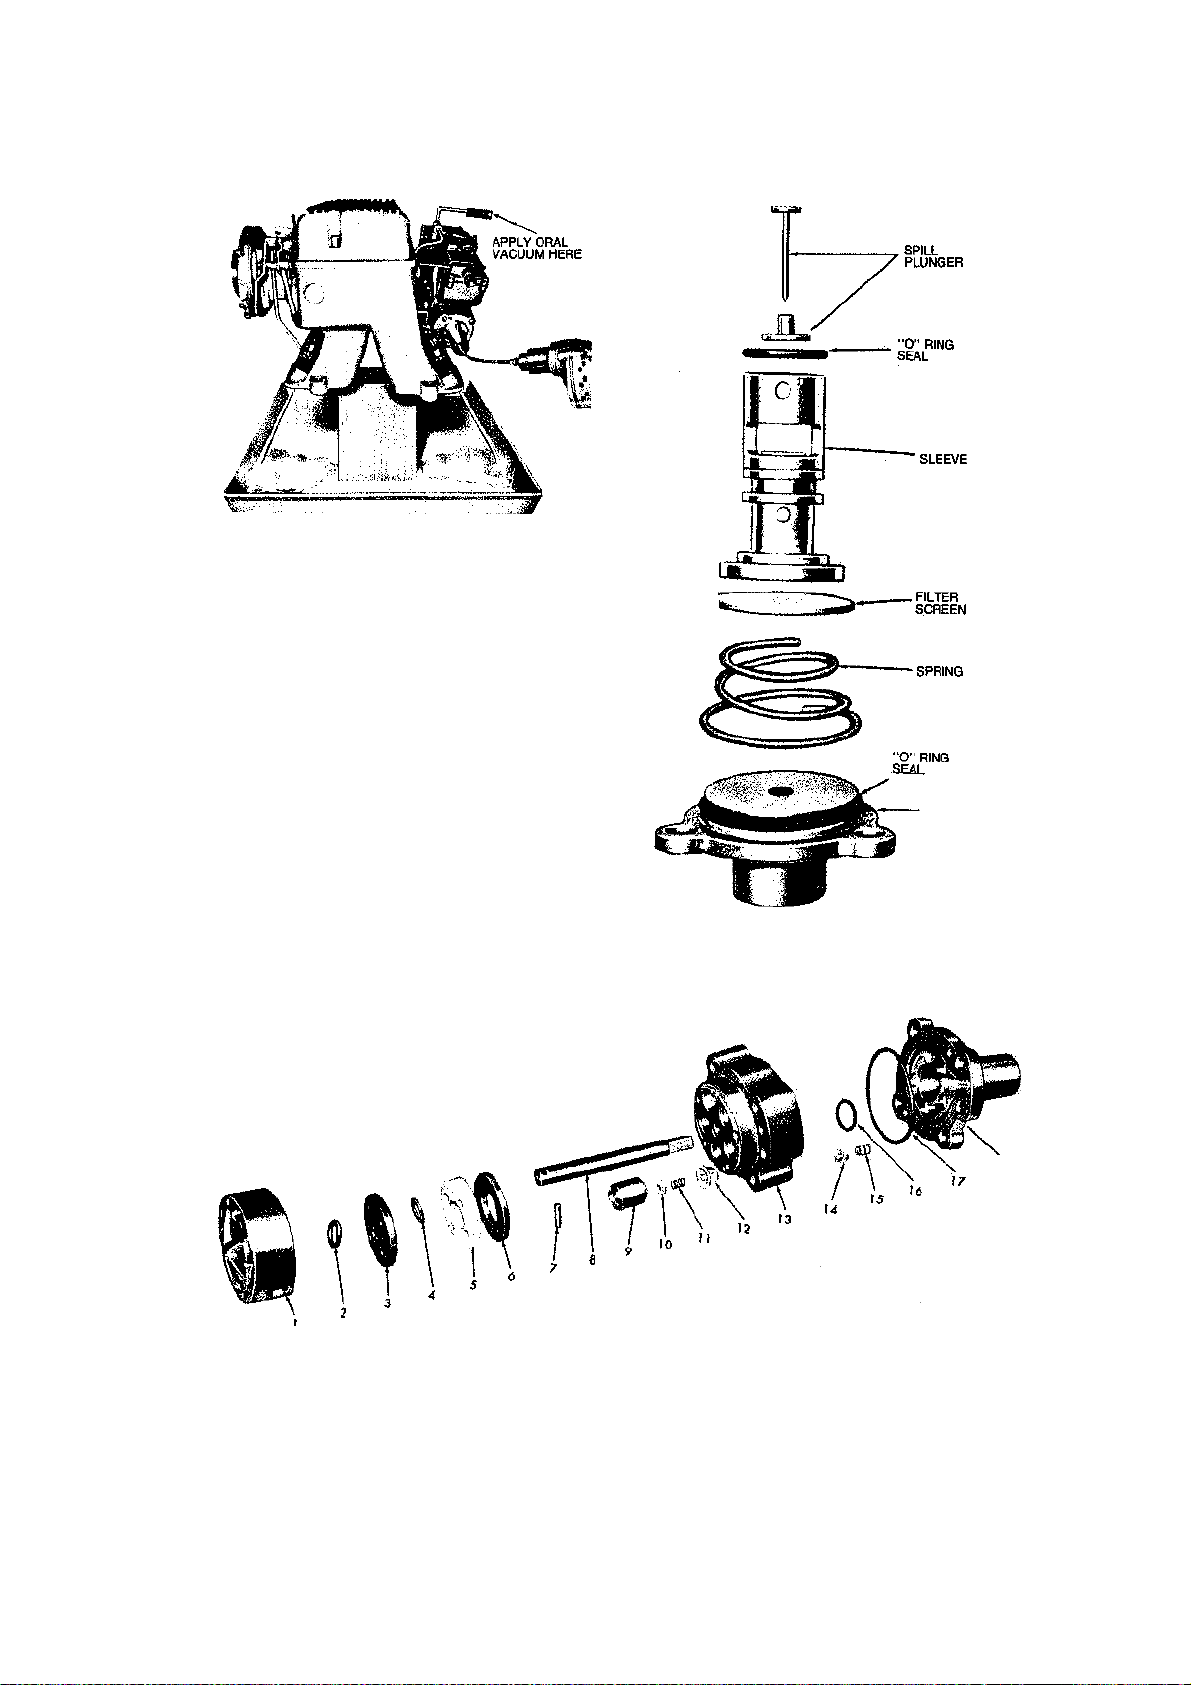 APPLY ORAL
VACUUM HERE
SPILL
PLUNGER
"O" RING
SEAL
SLEEVE
FILTER
SCREEN
SPRING
"O" RING
SEAL
1
2
3
4
5
6
7
8
9
10
11
12
13
14
15
16
17